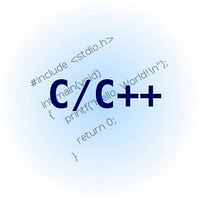 #include <stdio.h>
int main(void)
{ printf("Hello, World!\n");
return 0;
}
C/C++